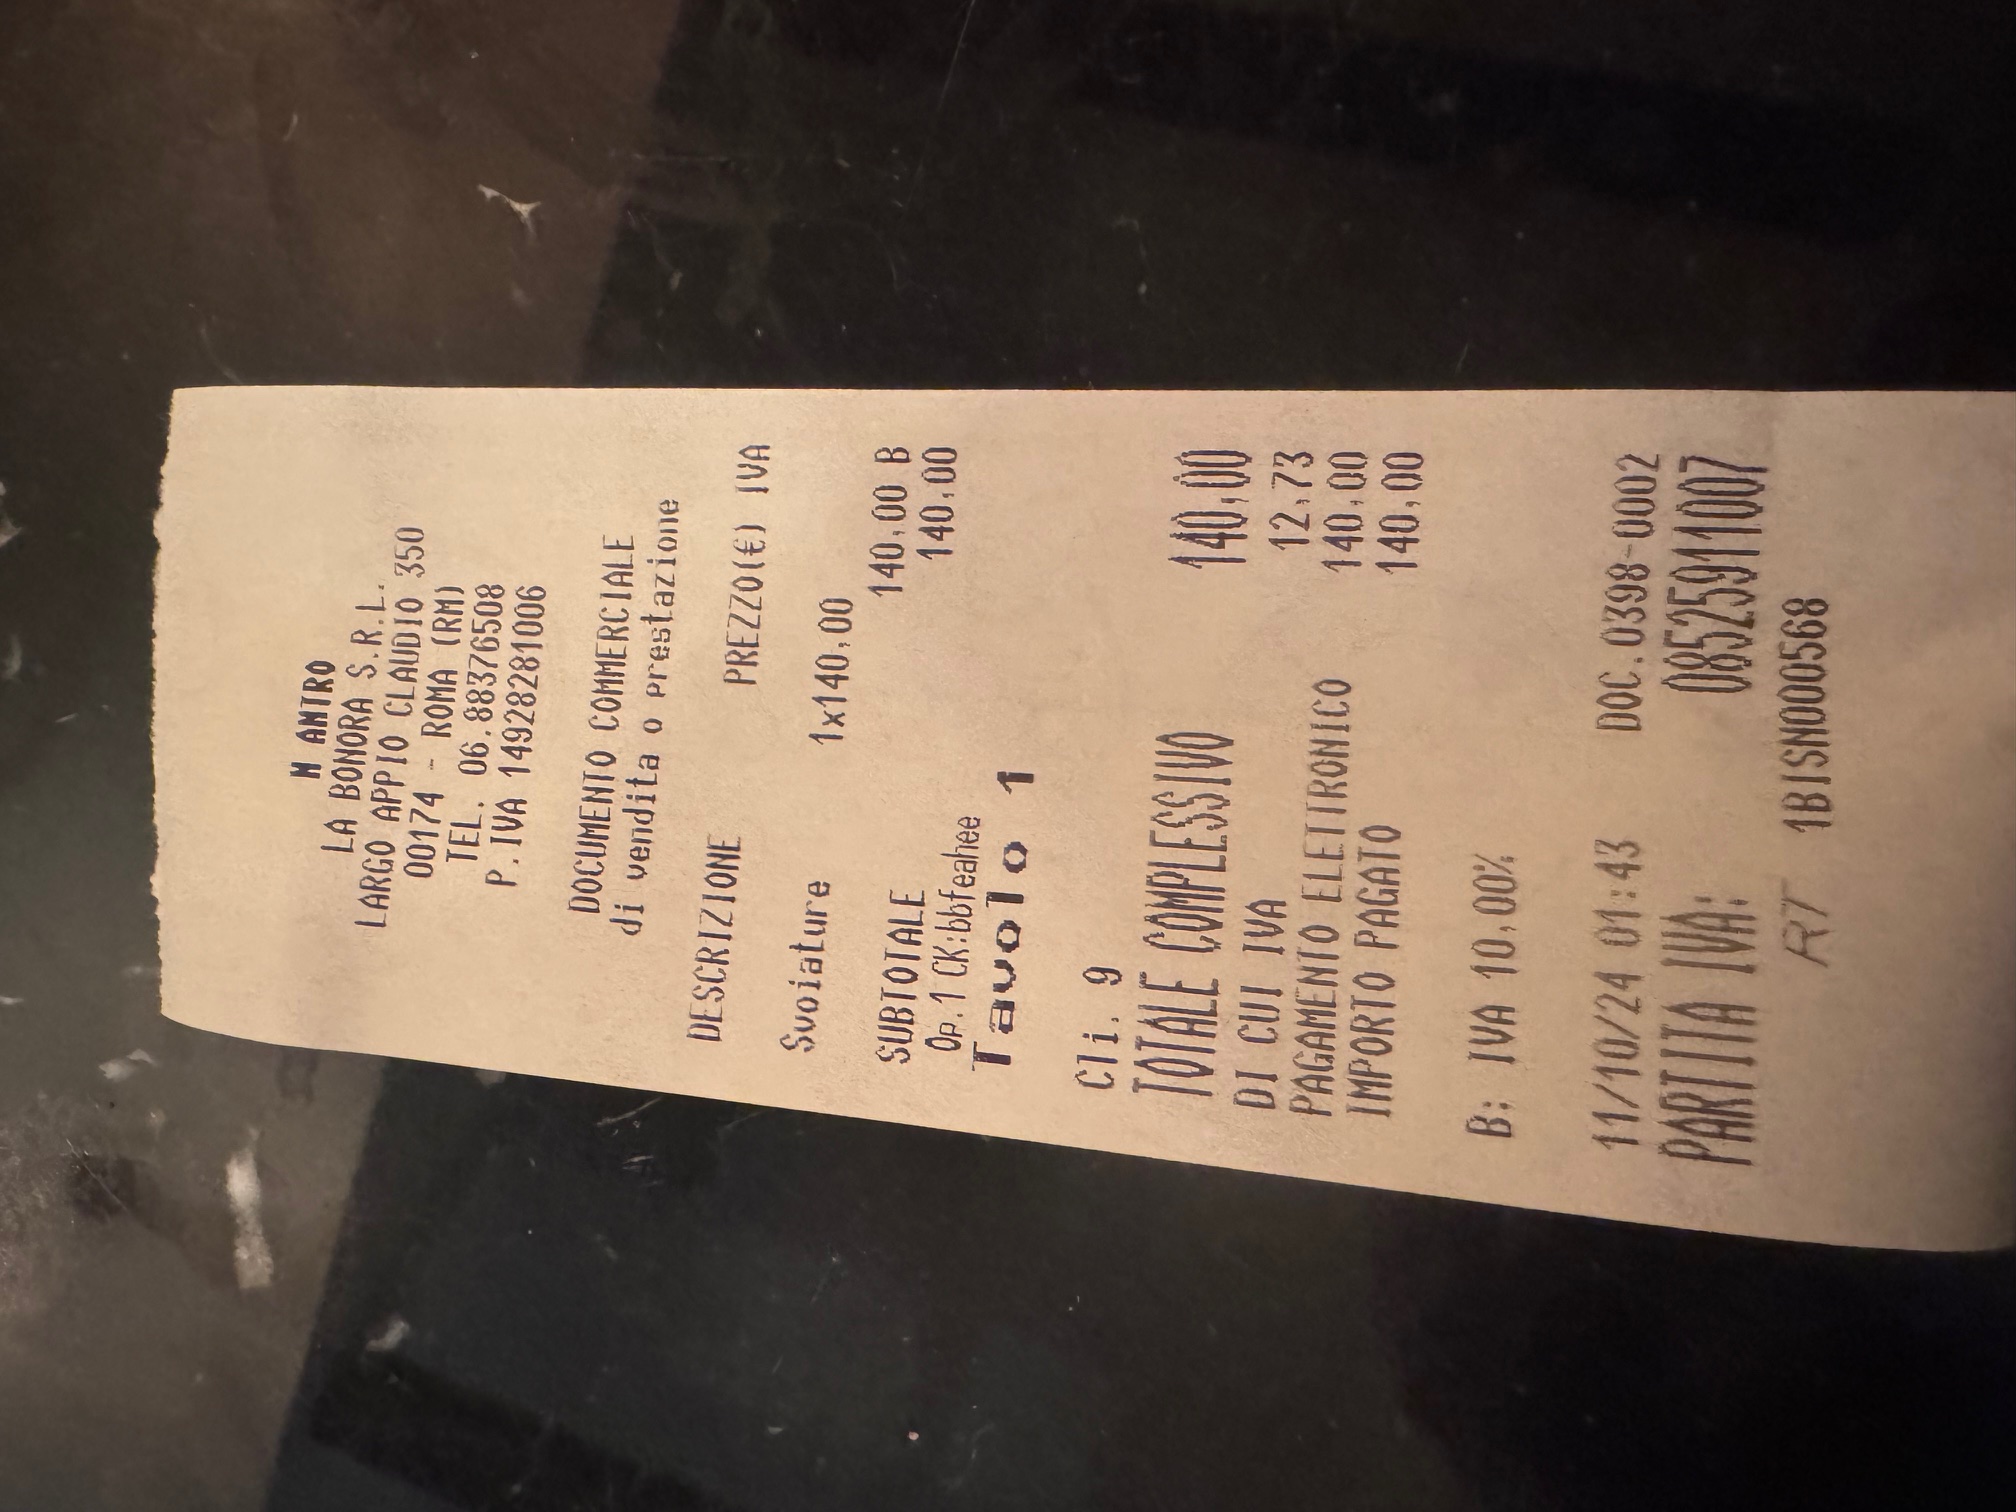 M ANTRO
LA BONORA S.R.L.
LARGO APPIO CLAUDIO 350
00174 - ROMA (RM)
TEL. 06.88376508
P.IVA 14928281006
DOCUMENTO COMMERCIALE
di vendita o prestazione
DESCRIZIONE PREZZO(€) IVA
Svoiature 1x140,00
140,00 B
SUBTOTALE 140,00
Op.1 CK:bbfeahee
Tavolo 1
Cli. 9
TOTALE COMPLESSIVO 140,00
DI CUI IVA 12,73
PAGAMENTO ELETTRONICO 140,00
IMPORTO PAGATO 140,00
B: IVA 10,00%
11/10/24 01:43 DOC.0398-0002
PARTITA IVA: 08525911007
RT 1BISN000568